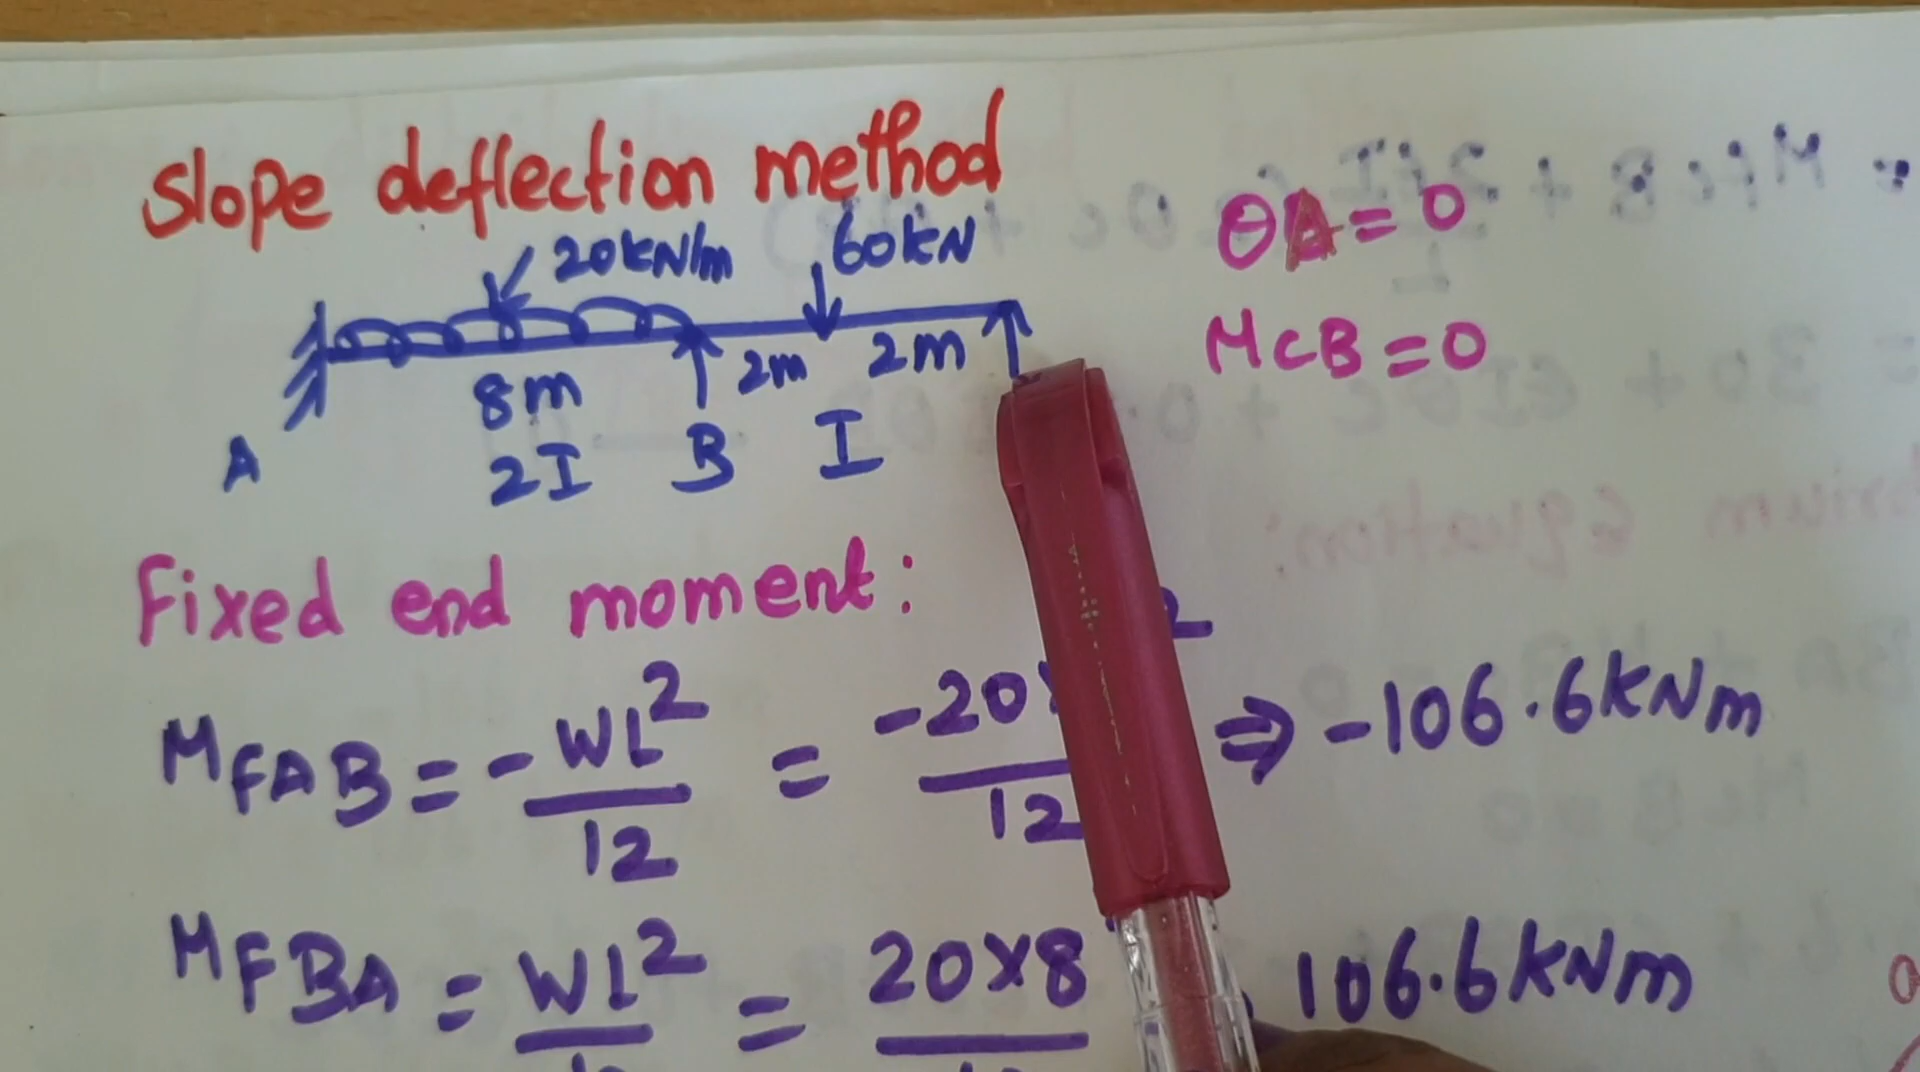 Slope deflection method
20kN/m 60kN
8m 2m 2m
A 2I B I
θA = 0
McB = 0
Fixed end moment:
MFAB = -WL² = -20 2 ⇒ -106.6kNm
12 12
MFBA = WL² = 20×8 106.6kNm